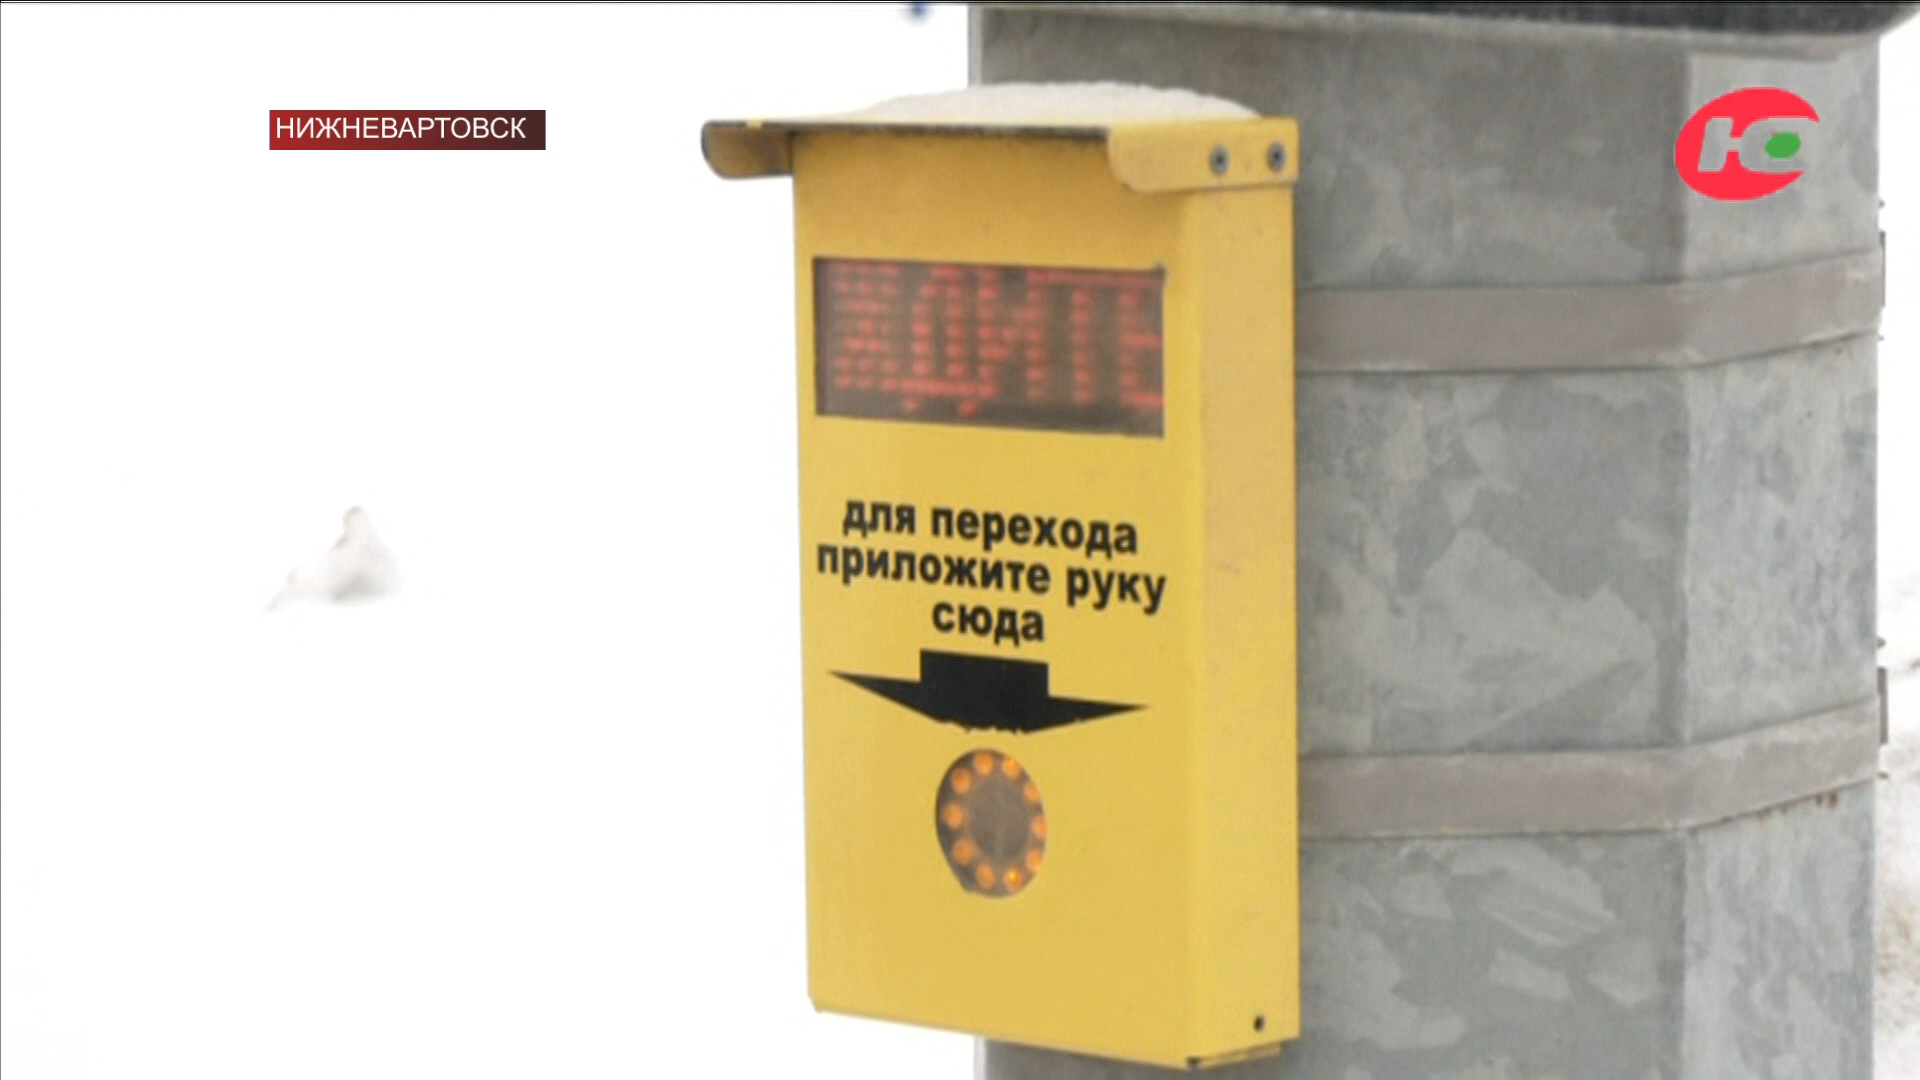 НИЖНЕВАРТОВСК
Ю
ЖДИТЕ
для перехода
приложите руку
сюда